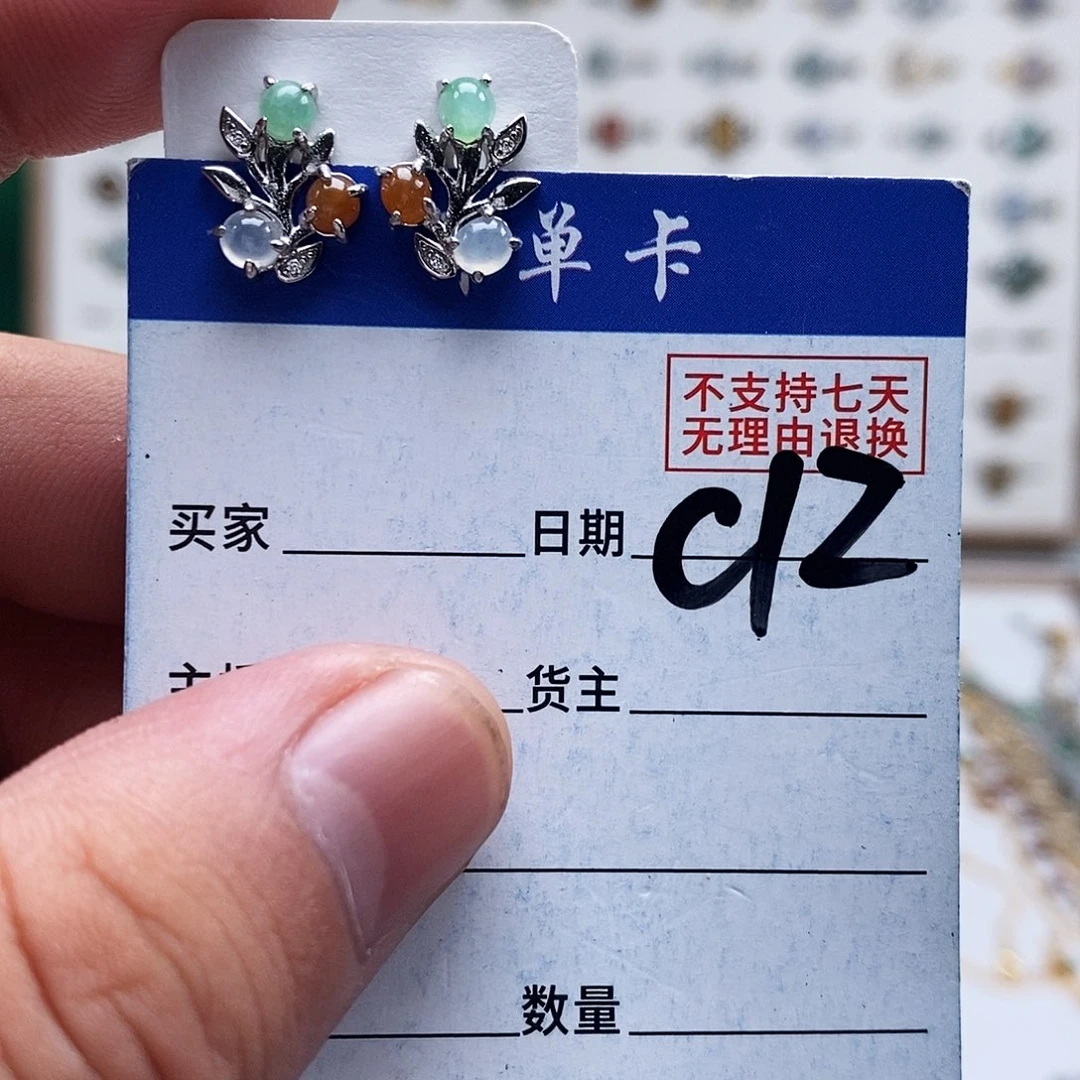 单卡
不支持七天
无理由退换
买家 日期 C12
主 货主
数量